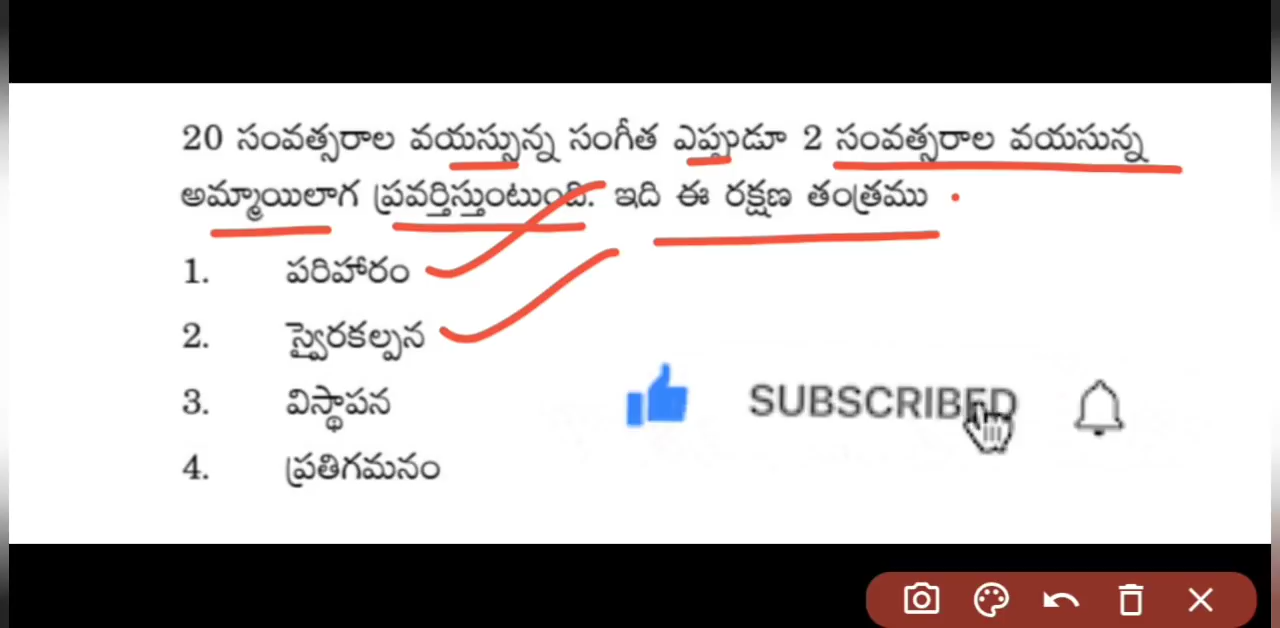 20 సంవత్సరాల వయస్సున్న సంగీత ఎప్పుడూ 2 సంవత్సరాల వయసున్న
అమ్మాయిలాగ ప్రవర్తిస్తుంటుంది. ఇది ఈ రక్షణ తంత్రము
1. పరిహారం
2. స్వైరకల్పన
3. విస్థాపన
SUBSCRIBED
4. ప్రతిగమనం